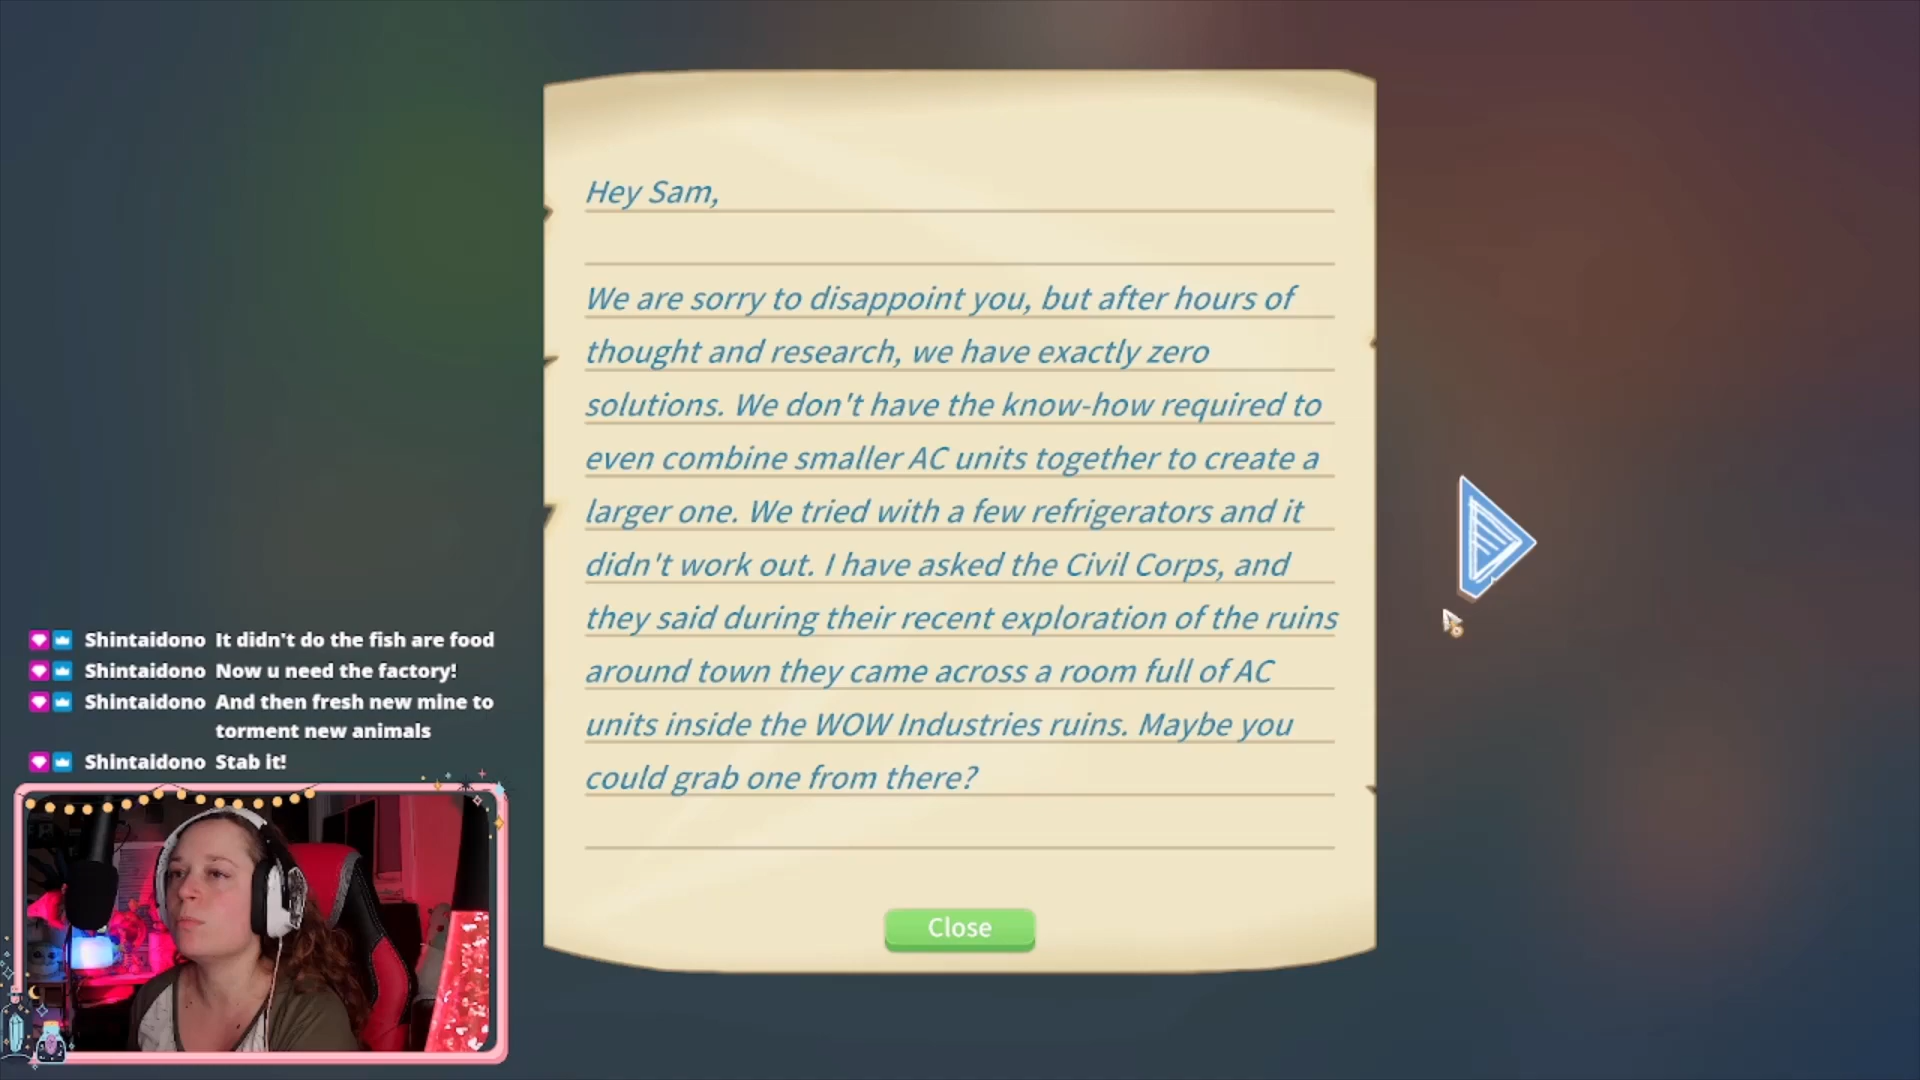 Hey Sam,
We are sorry to disappoint you, but after hours of
thought and research, we have exactly zero
solutions. We don't have the know-how required to
even combine smaller AC units together to create a
larger one. We tried with a few refrigerators and it
didn't work out. I have asked the Civil Corps, and
they said during their recent exploration of the ruins
around town they came across a room full of AC
units inside the WOW Industries ruins. Maybe you
could grab one from there?
Close
Shintaidono It didn't do the fish are food
Shintaidono Now u need the factory!
Shintaidono And then fresh new mine to
torment new animals
Shintaidono Stab it!